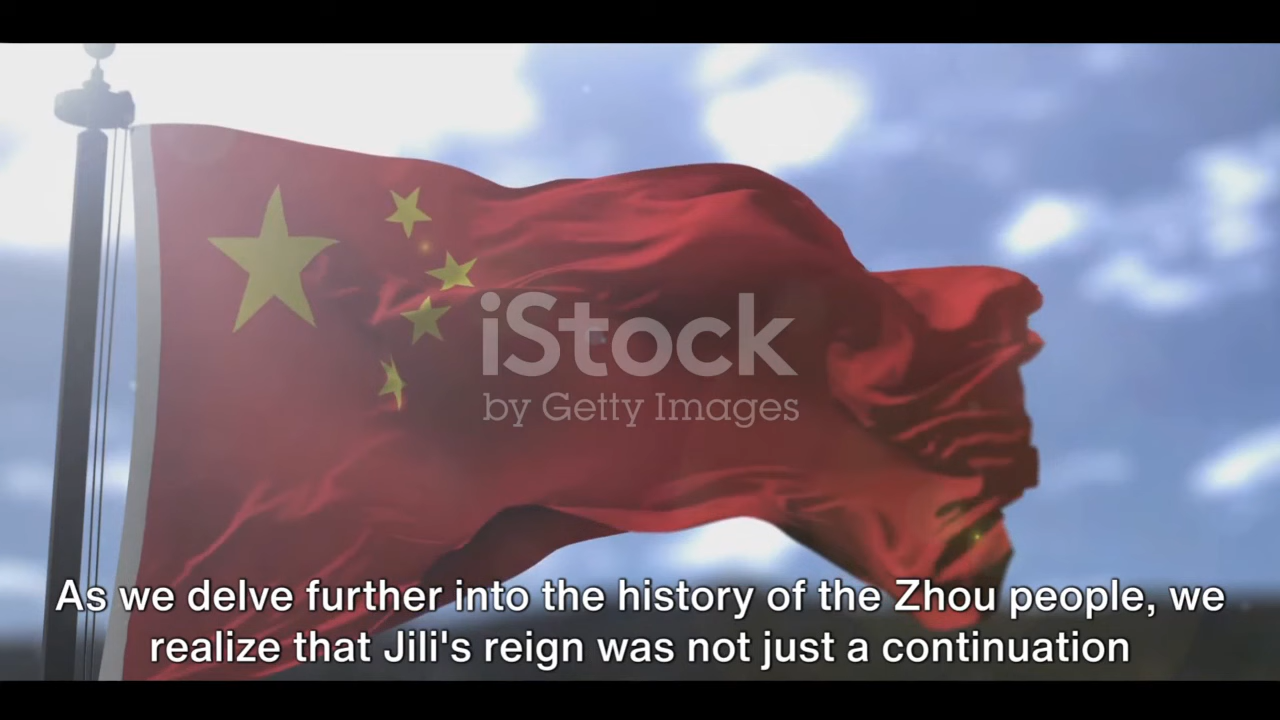 iStock
by Getty Images
As we delve further into the history of the Zhou people, we
realize that Jili's reign was not just a continuation